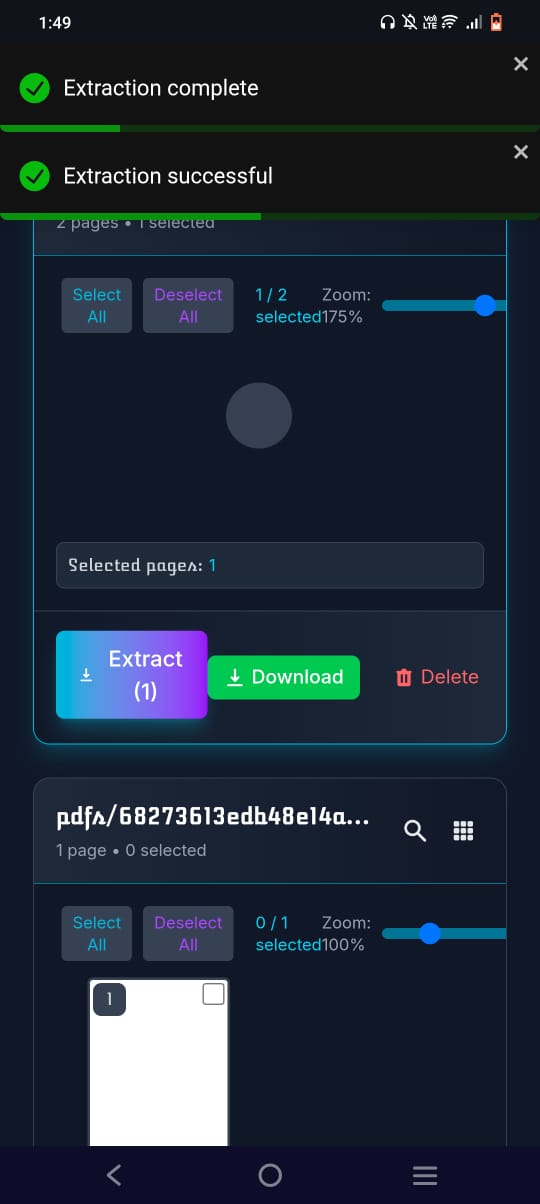 1:49
Vo)
LTE
Extraction complete
Extraction successful
2 pages • 1 selected
Select All
Deselect All
1 / 2 selected
Zoom: 175%
Selected pages: 1
Extract (1)
Download
Delete
pdfs/68273613edb48e14a...
1 page • 0 selected
Select All
Deselect All
0 / 1 selected
Zoom: 100%
1